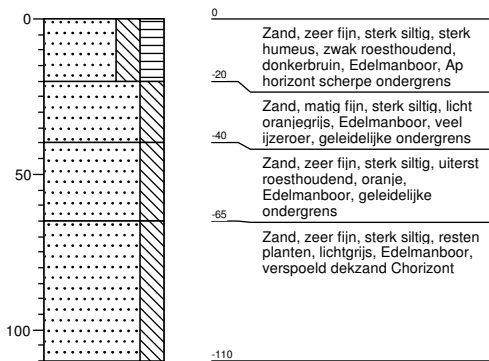 0
0
Zand, zeer fijn, sterk siltig, sterk
humeus, zwak roesthoudend,
donkerbruin, Edelmanboor, Ap
horizont scherpe ondergrens
-20
Zand, matig fijn, sterk siltig, licht
oranjegrijs, Edelmanboor, veel
ijzeroer, geleidelijke ondergrens
-40
Zand, zeer fijn, sterk siltig, uiterst
roesthoudend, oranje,
Edelmanboor, geleidelijke
ondergrens
50
-65
Zand, zeer fijn, sterk siltig, resten
planten, lichtgrijs, Edelmanboor,
verspoeld dekzand Chorizont
100
-110